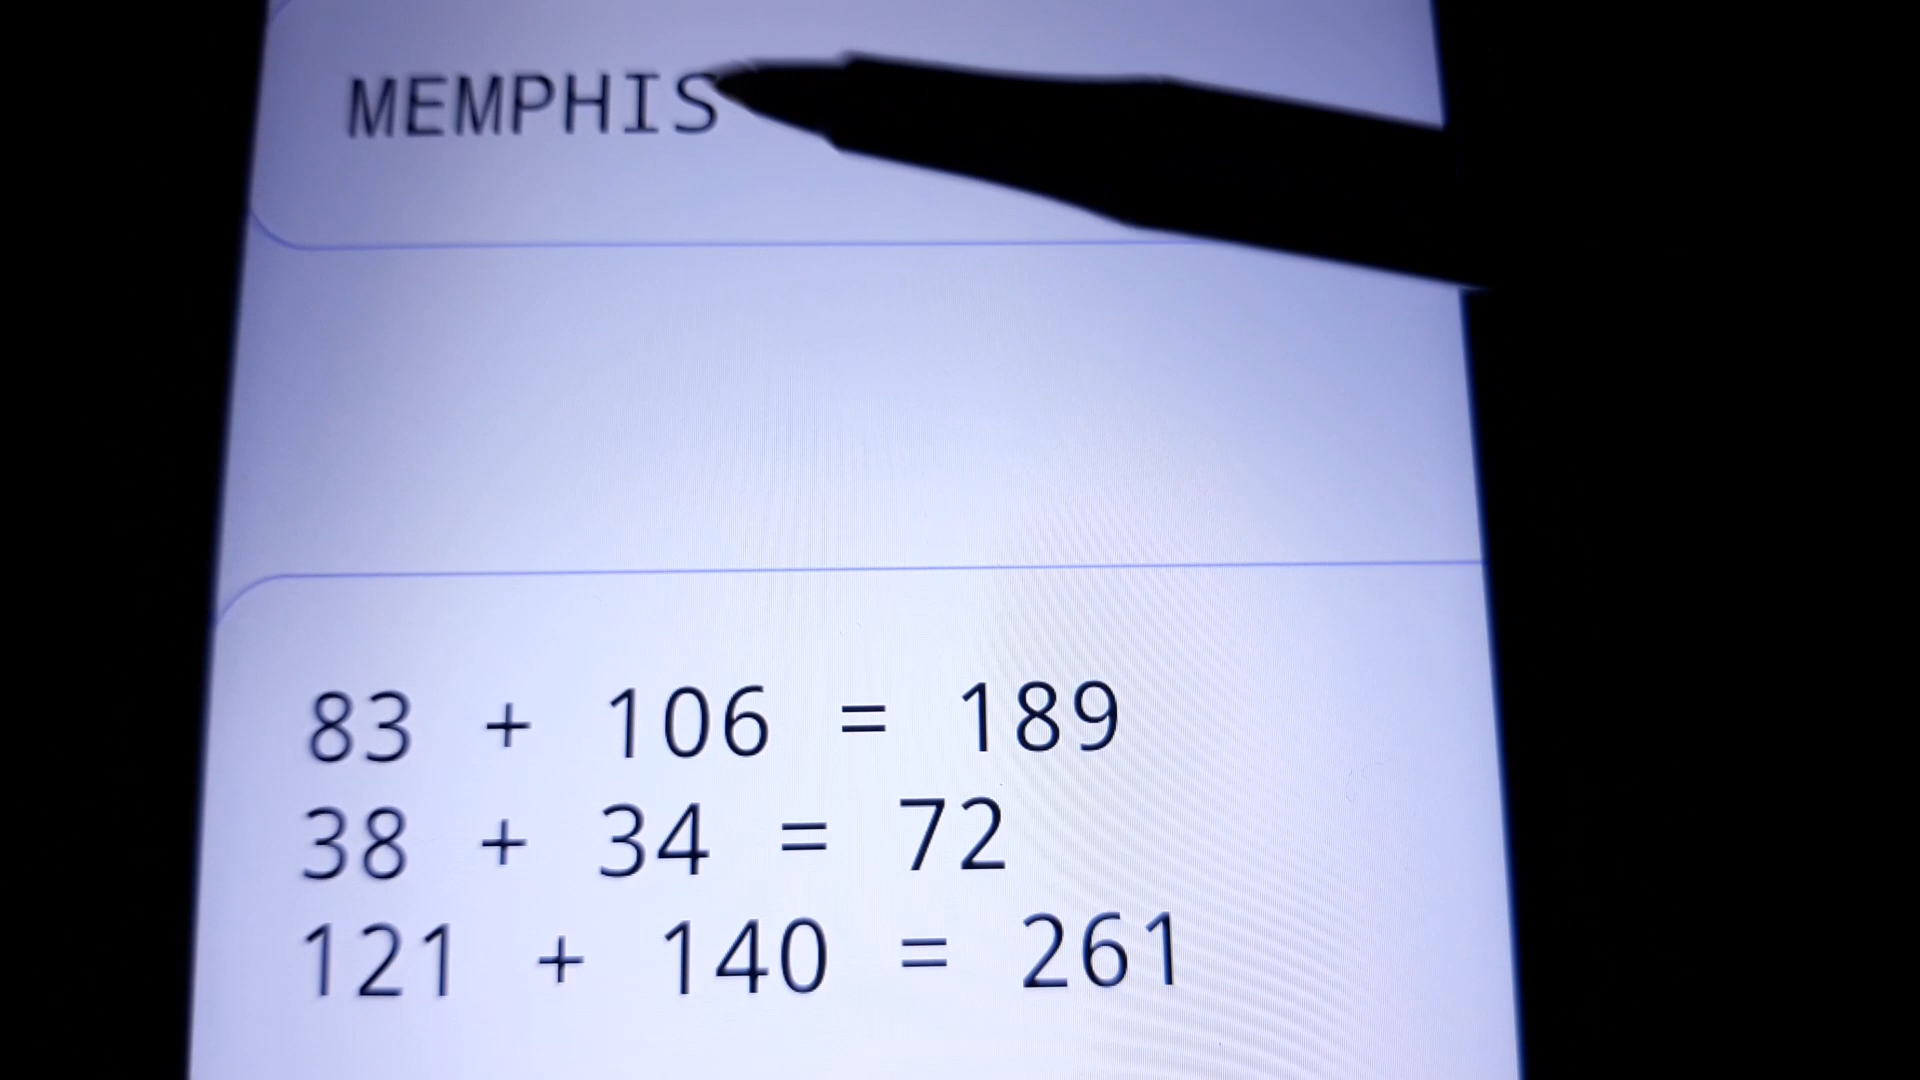 MEMPHIS
83 + 106 = 189
38 + 34 = 72
121 + 140 = 261